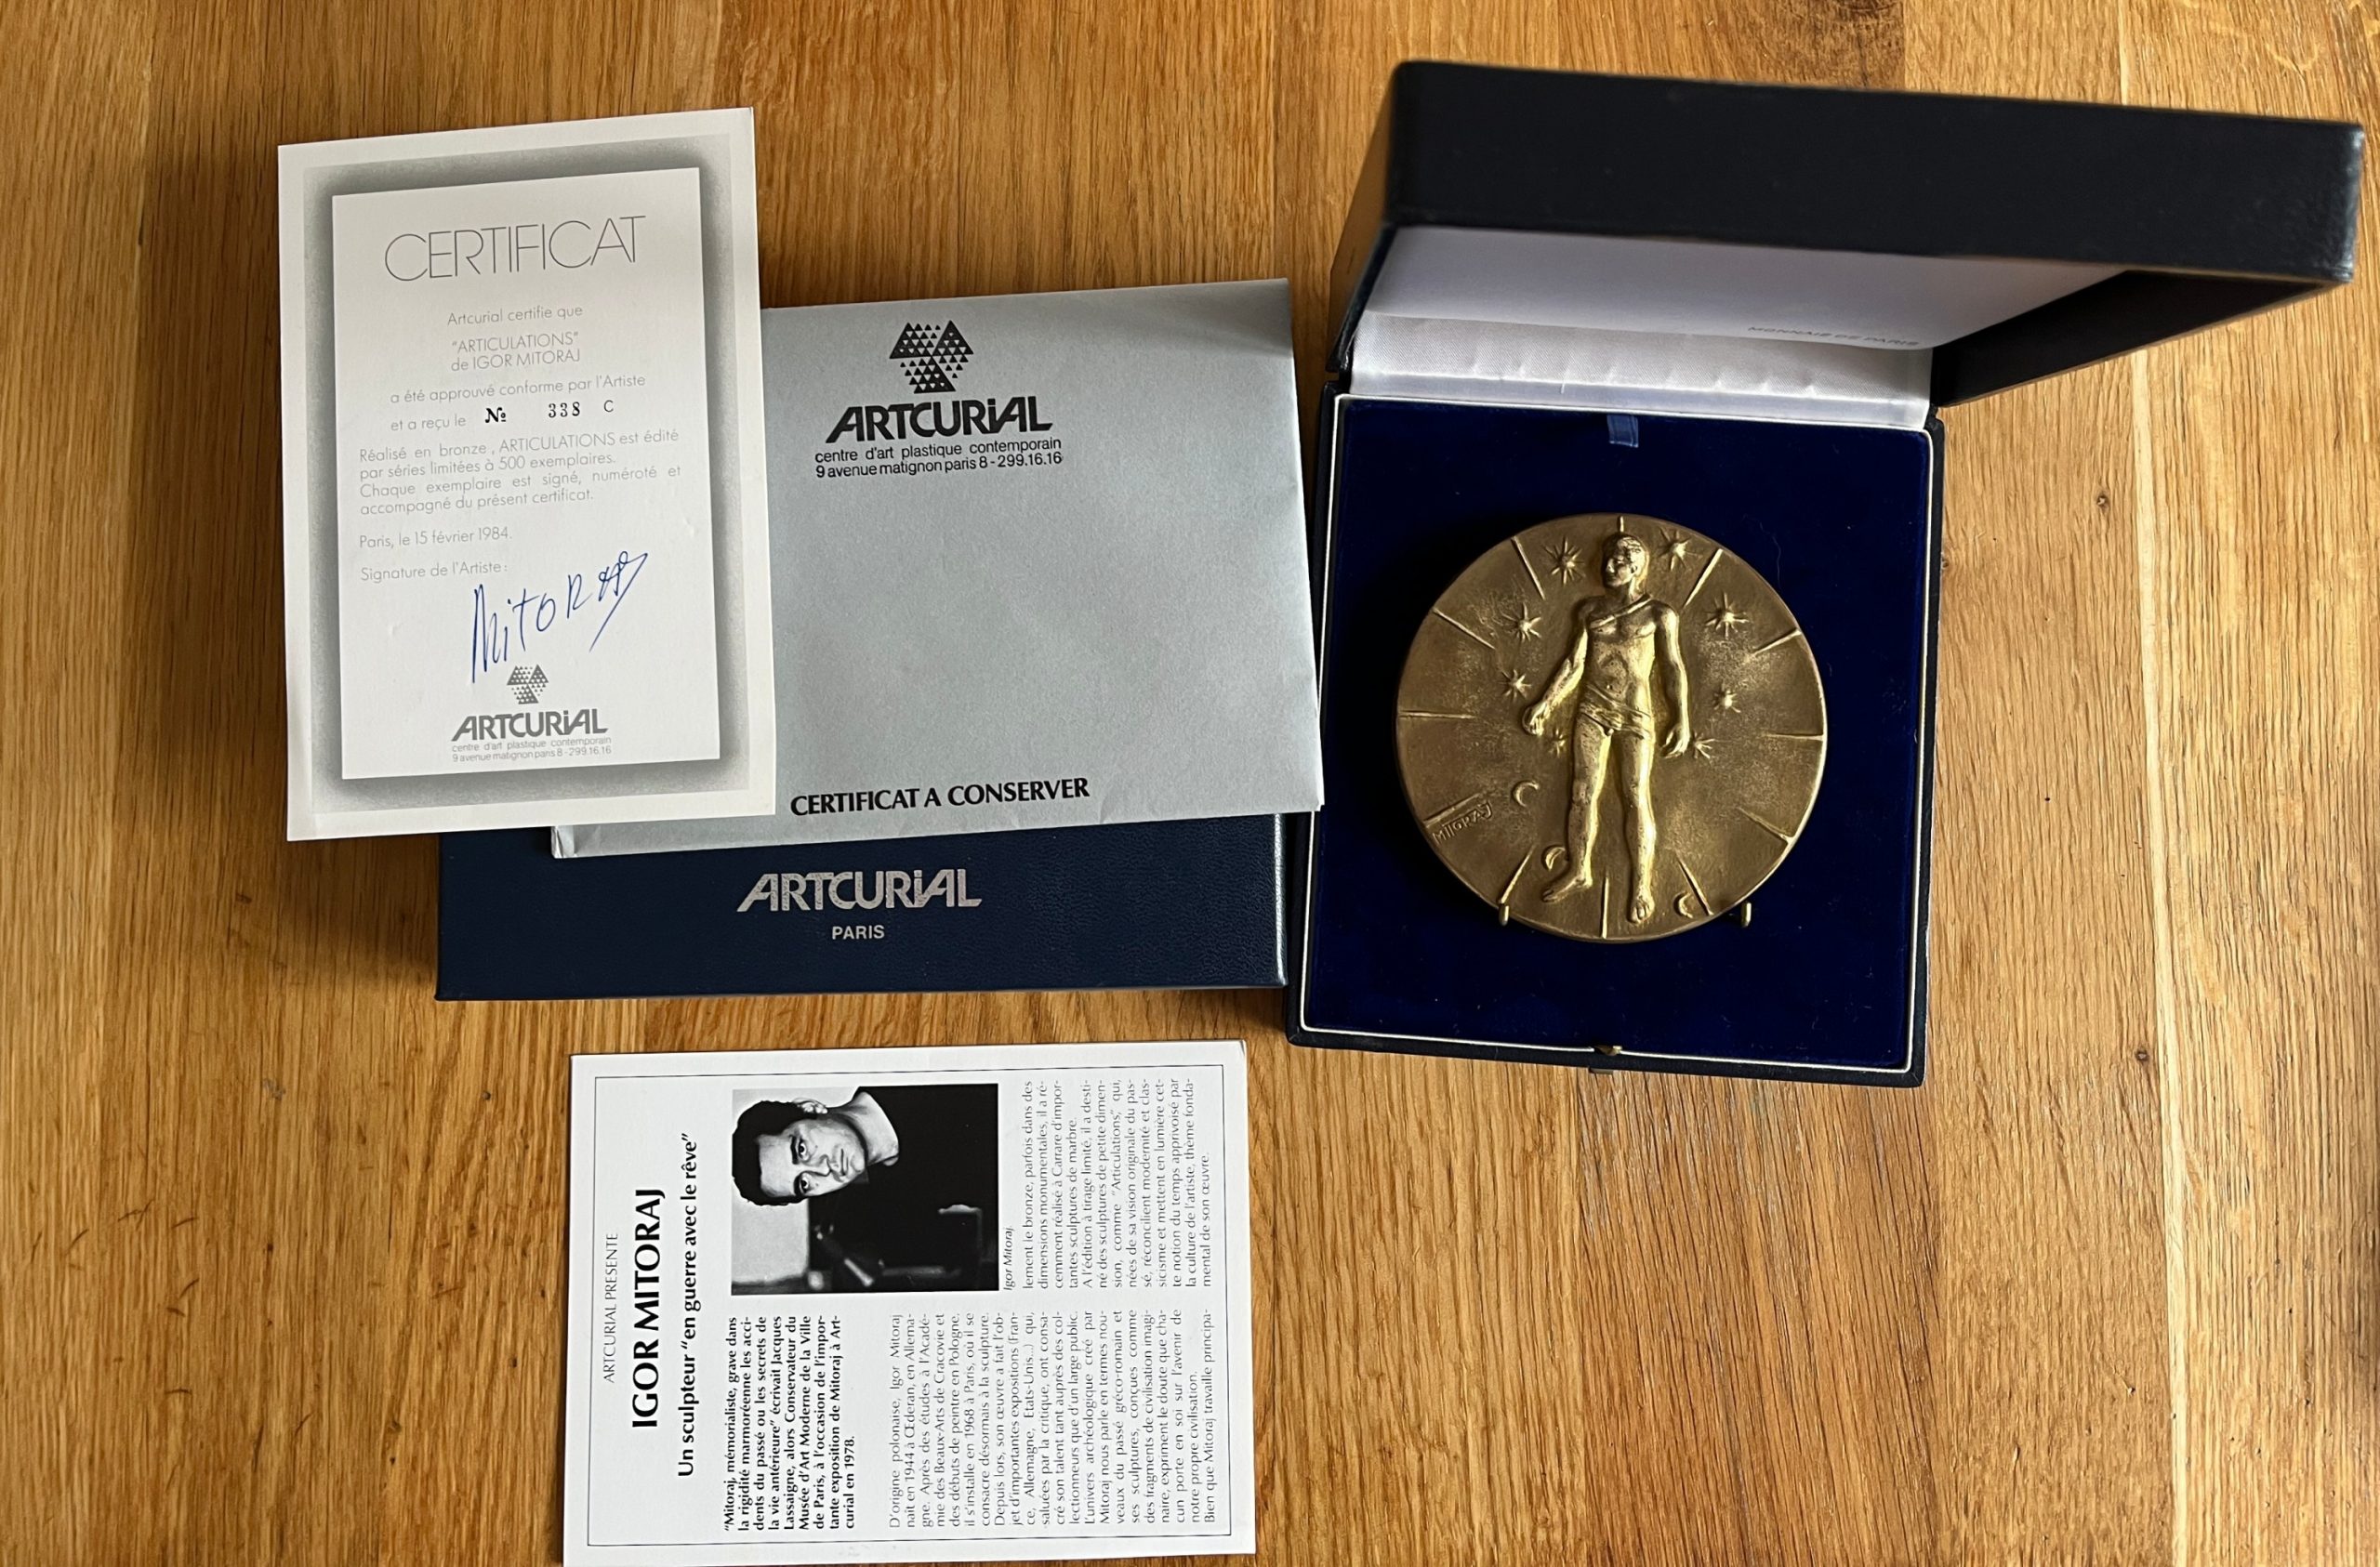 CERTIFICAT
Artcurial certifie que
"ARTICULATIONS"
de IGOR MITORAJ
a été approuvé conforme par l'Artiste
et a reçu le № 338 C
Réalisé en bronze, ARTICULATIONS est édité
par séries limitées à 500 exemplaires.
Chaque exemplaire est signé, numéroté et
accompagné du présent certificat.
Paris, le 15 février 1984.
Signature de l'Artiste :
Mitoraj
ARTCURiAL
centre d'art plastique contemporain
9 avenue matignon paris 8 - 299.16.16
ARTCURiAL
centre d'art plastique contemporain
9 avenue matignon paris 8 - 299.16.16
CERTIFICAT A CONSERVER
ARTCURiAL
PARIS
MONNAIE DE PARIS
MITORAJ
ARTCURIAL PRESENTE
IGOR MITORAJ
Un sculpteur "en guerre avec le rêve"
"Mitoraj, mémorialiste, grave dans
la rigidité marmoréenne les acci-
dents du passé ou les secrets de
la vie antérieure" écrivait Jacques
Lassaigne, alors Conservateur du
Musée d'Art Moderne de la Ville
de Paris, à l'occasion de l'impor-
tante exposition de Mitoraj à Art-
curial en 1978.
D'origine polonaise, Igor Mitoraj
naît en 1944 à Œderan, en Allema-
gne. Après des études à l'Acadé-
mie des Beaux-Arts de Cracovie et
des débuts de peintre en Pologne,
il s'installe en 1968 à Paris, où il se
consacre désormais à la sculpture.
Depuis lors, son œuvre a fait l'ob-
jet d'importantes expositions (Fran-
ce, Allemagne, Etats-Unis...) qui,
saluées par la critique, ont consa-
cré son talent tant auprès des col-
lectionneurs que d'un large public.
L'univers archéologique créé par
Mitoraj nous parle en termes nou-
veaux du passé gréco-romain et
ses sculptures, conçues comme
des fragments de civilisation imagi-
naire, expriment le doute que cha-
cun porte en soi sur l'avenir de
notre propre civilisation.
Bien que Mitoraj travaille principa-
Igor Mitoraj.
lement le bronze, parfois dans des
dimensions monumentales, il a ré-
cemment réalisé à Carrare d'impor-
tantes sculptures de marbre.
A l'édition à tirage limité, il a desti-
né des sculptures de petite dimen-
sion, comme "Articulations," qui,
nées de sa vision originale du pas-
sé, réconcilient modernité et clas-
sicisme et mettent en lumière cet-
te notion du temps apprivoisé par
la culture de l'artiste, thème fonda-
mental de son œuvre.